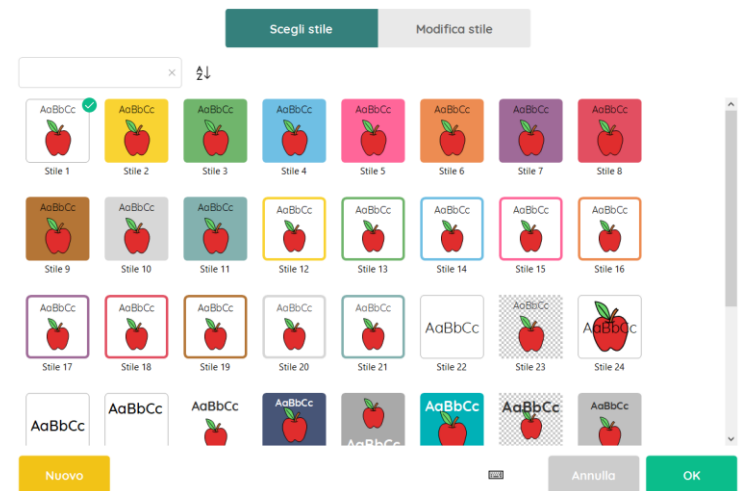 Scegli stile Modifica stile
AaBbCc AaBbCc AaBbCc AaBbCc AaBbCc AaBbCc AaBbCc AaBbCc
Stile 1 Stile 2 Stile 3 Stile 4 Stile 5 Stile 6 Stile 7 Stile 8
AaBbCc AaBbCc AaBbCc AaBbCc AaBbCc AaBbCc AaBbCc AaBbCc
Stile 9 Stile 10 Stile 11 Stile 12 Stile 13 Stile 14 Stile 15 Stile 16
AaBbCc AaBbCc AaBbCc AaBbCc AaBbCc AaBbCc AaBbCc AaBbCc
Stile 17 Stile 18 Stile 19 Stile 20 Stile 21 Stile 22 Stile 23 Stile 24
AaBbCc AaBbCc AaBbCc AaBbCc AaBbCc AaBbCc AaBbCc AaBbCc
Nuovo Annulla OK